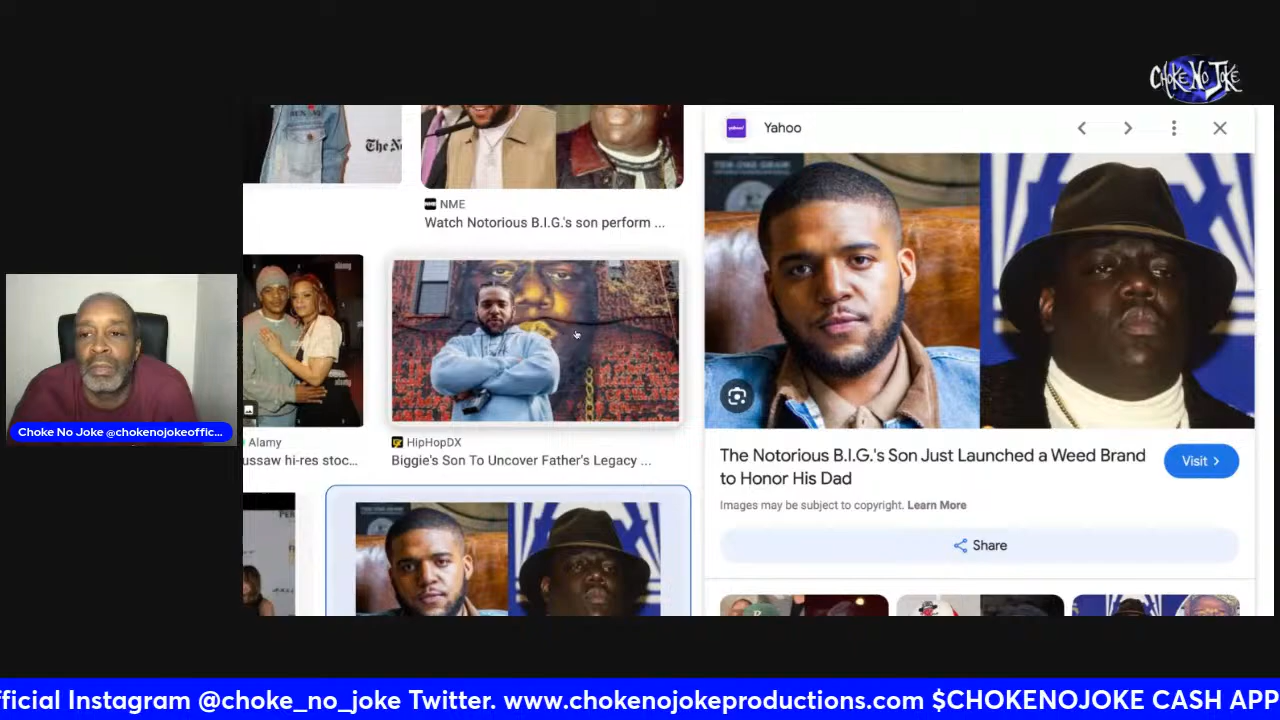 CHOKE NO JOKE
The N
NME
Watch Notorious B.I.G.'s son perform ...
Yahoo
Alamy
ussaw hi-res stoc...
HipHopDX
Biggie's Son To Uncover Father's Legacy ...
The Notorious B.I.G.'s Son Just Launched a Weed Brand
to Honor His Dad
Visit
Images may be subject to copyright. Learn More
Share
Choke No Joke @chokenojokeoffic...
fficial Instagram @choke_no_joke Twitter. www.chokenojokeproductions.com $CHOKENOJOKE CASH APP